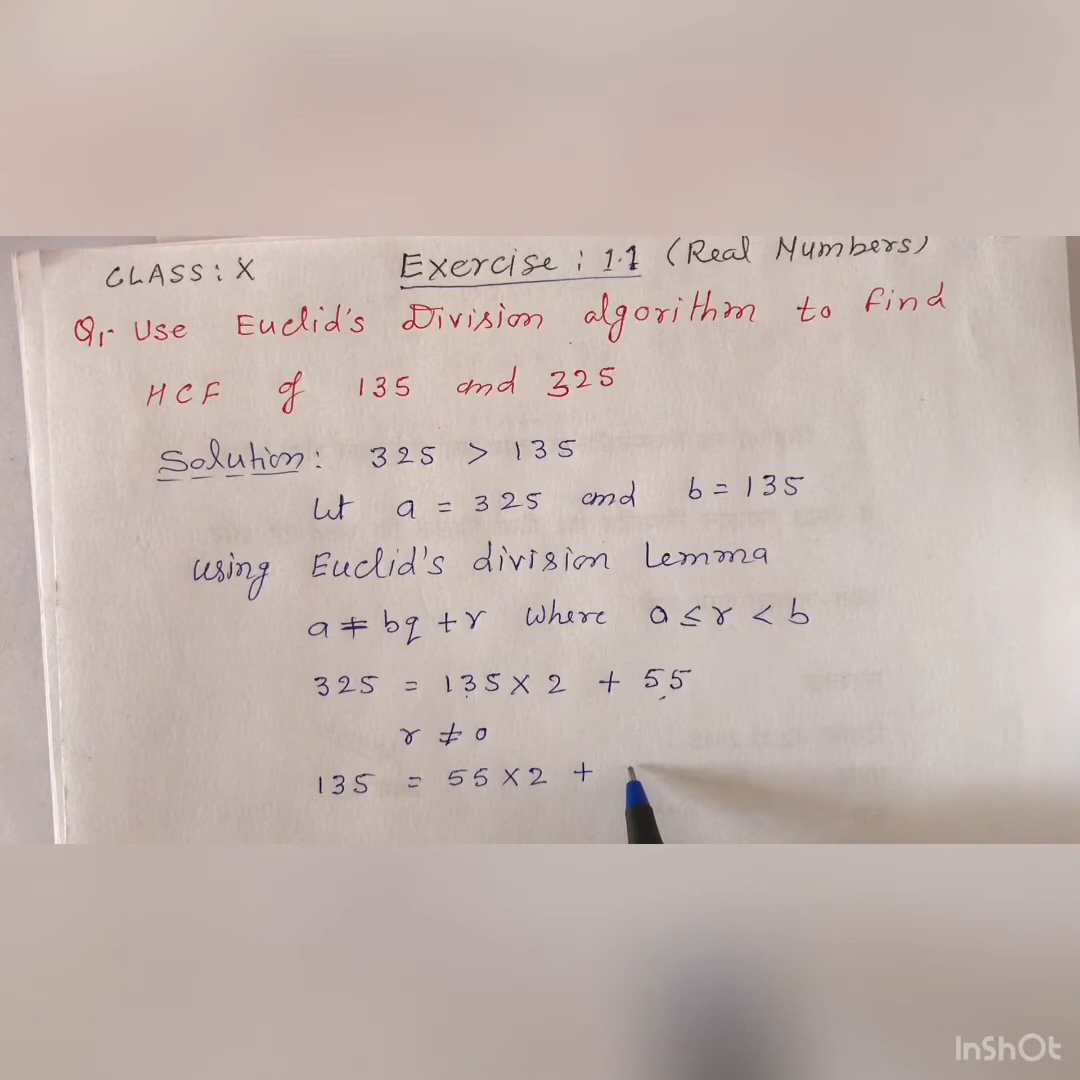 CLASS: X Exercise: 1.1 (Real Numbers)
Q1- Use Euclid's Division algorithm to find
HCF of 135 and 325
Solution: 325 > 135
Let a = 325 and b = 135
using Euclid's division Lemma
a = bq + r where 0 ≤ r < b
325 = 135 × 2 + 55
r ≠ 0
135 = 55 × 2 +
InShOt